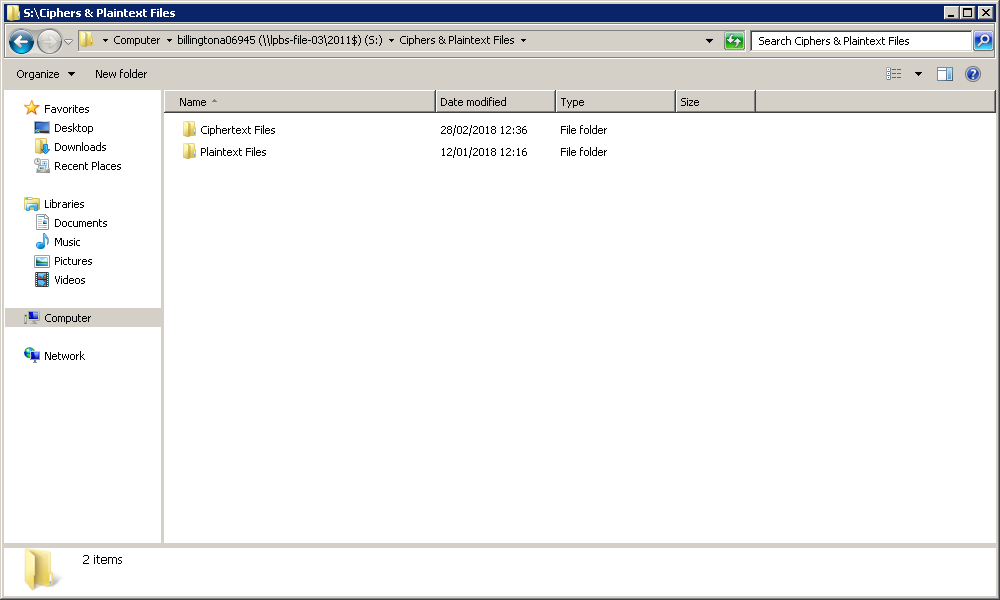 S:\Ciphers & Plaintext Files
Computer billingtona06945 (\\lpbs-file-03\2011$) (S:) Ciphers & Plaintext Files Search Ciphers & Plaintext Files
Organize New folder
Name Date modified Type Size
Favorites
Desktop
Downloads
Recent Places
Libraries
Documents
Music
Pictures
Videos
Computer
Network
Ciphertext Files 28/02/2018 12:36 File folder
Plaintext Files 12/01/2018 12:16 File folder
2 items